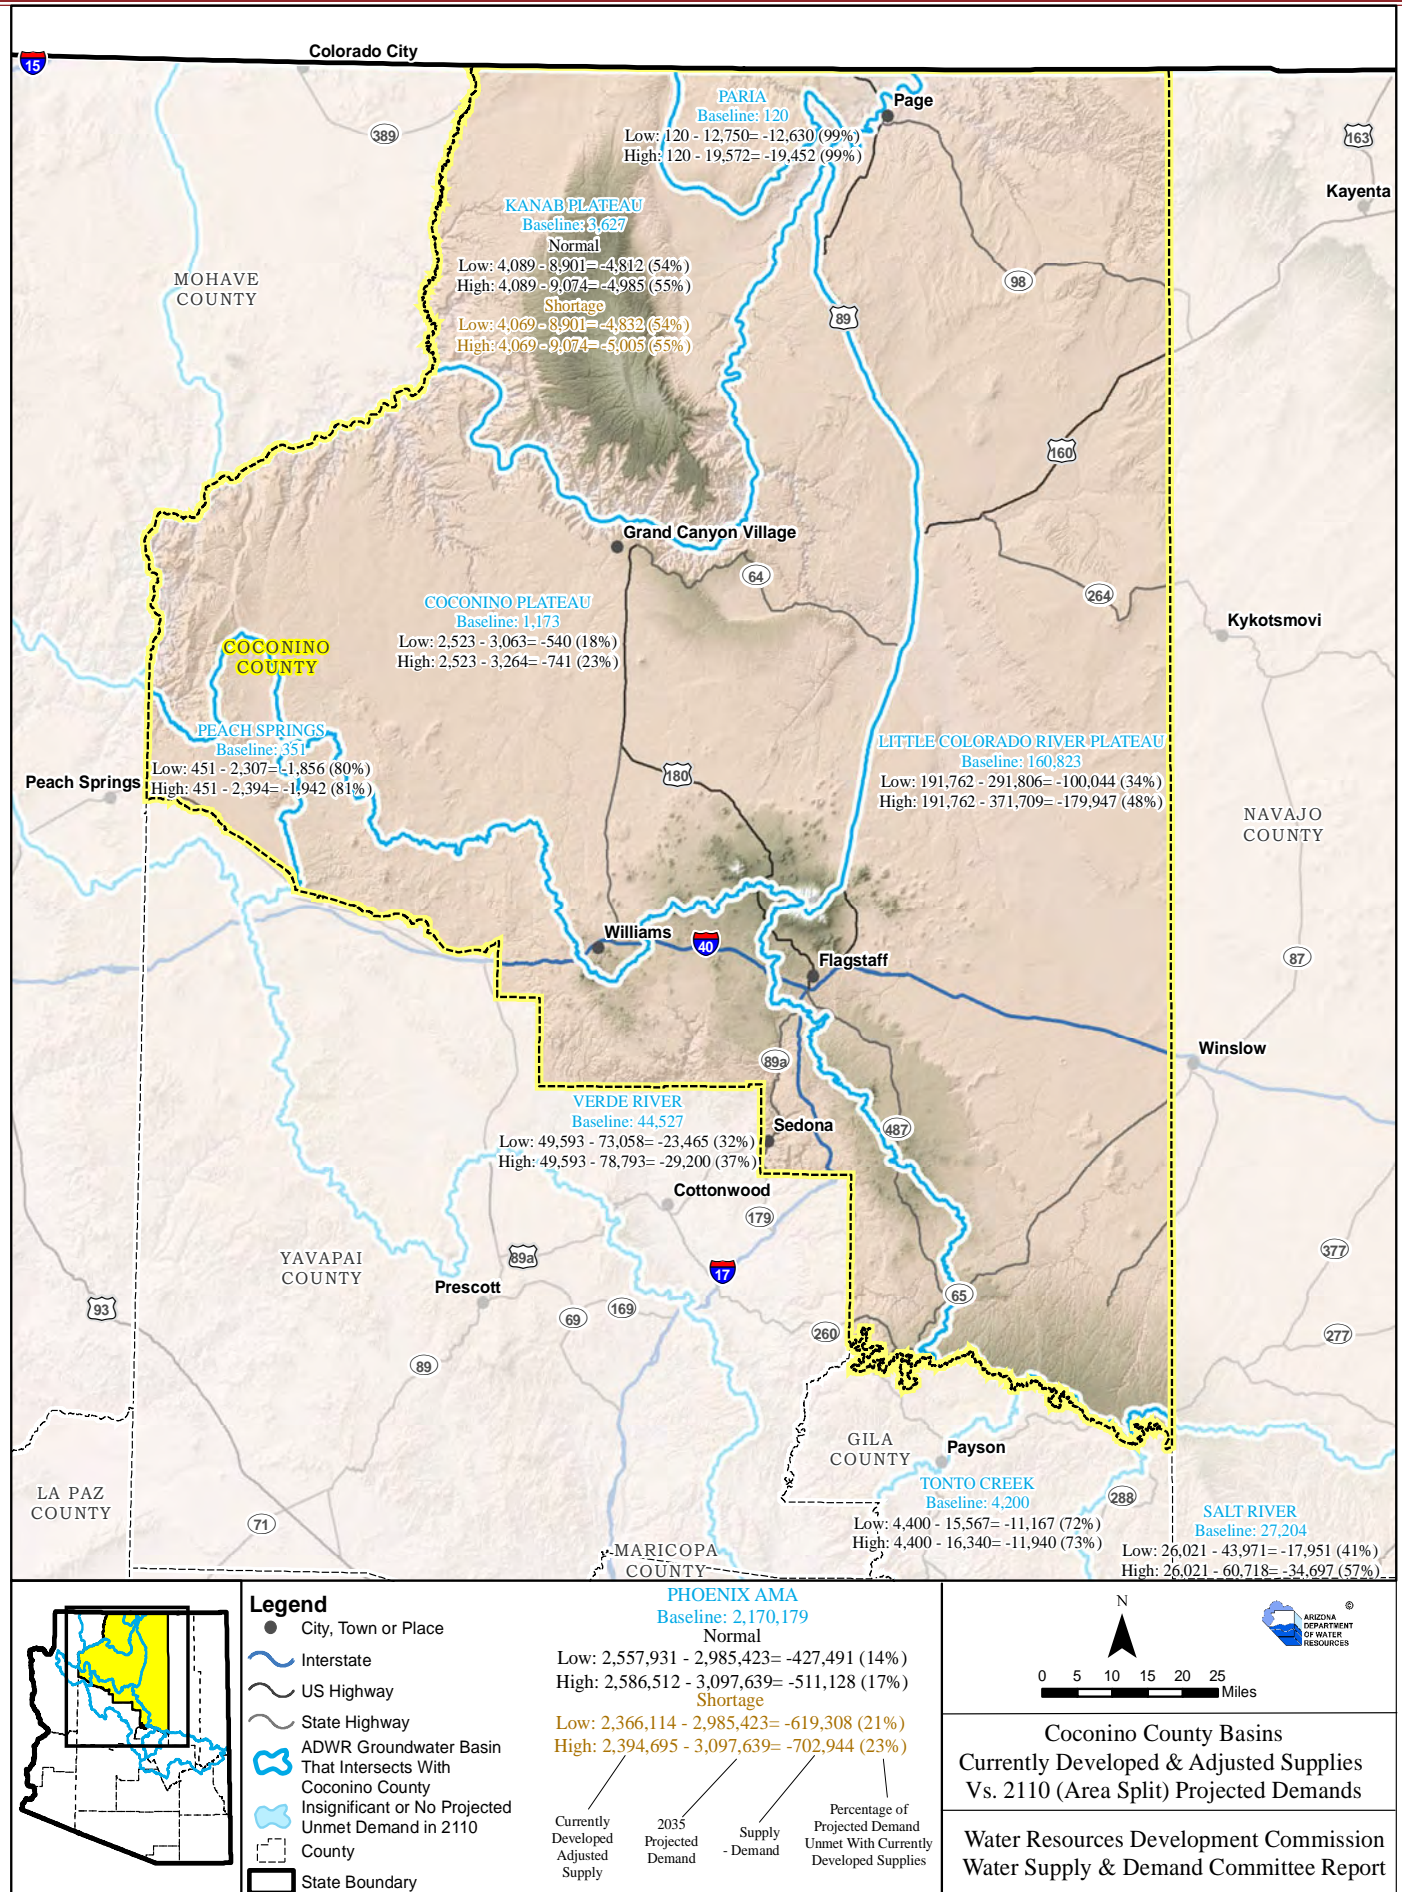 15
Colorado City
389
PARIA
Baseline: 120
Low: 120 - 12,750= -12,630 (99%)
High: 120 - 19,572= -19,452 (99%)
Page
163
Kayenta
KANAB PLATEAU
Baseline: 3,627
Normal
Low: 4,089 - 8,901= -4,812 (54%)
High: 4,089 - 9,074= -4,985 (55%)
Shortage
Low: 4,069 - 8,901= -4,832 (54%)
High: 4,069 - 9,074= -5,005 (55%)
MOHAVE
COUNTY
98
89
160
Grand Canyon Village
64
264
COCONINO PLATEAU
Baseline: 1,173
Low: 2,523 - 3,063= -540 (18%)
High: 2,523 - 3,264= -741 (23%)
Kykotsmovi
COCONINO
COUNTY
PEACH SPRINGS
Baseline: 351
Low: 451 - 2,307= -1,856 (80%)
High: 451 - 2,394= -1,942 (81%)
Peach Springs
180
LITTLE COLORADO RIVER PLATEAU
Baseline: 160,823
Low: 191,762 - 291,806= -100,044 (34%)
High: 191,762 - 371,709= -179,947 (48%)
NAVAJO
COUNTY
Williams
40
Flagstaff
87
Winslow
89a
VERDE RIVER
Baseline: 44,527
Low: 49,593 - 73,058= -23,465 (32%)
High: 49,593 - 78,793= -29,200 (37%)
Sedona
487
Cottonwood
179
YAVAPAI
COUNTY
89a
17
377
Prescott
93
69
169
65
260
277
89
GILA
COUNTY
Payson
TONTO CREEK
Baseline: 4,200
Low: 4,400 - 15,567= -11,167 (72%)
High: 4,400 - 16,340= -11,940 (73%)
288
LA PAZ
COUNTY
71
SALT RIVER
Baseline: 27,204
Low: 26,021 - 43,971= -17,951 (41%)
High: 26,021 - 60,718= -34,697 (57%)
MARICOPA
COUNTY
Legend
City, Town or Place
Interstate
US Highway
State Highway
ADWR Groundwater Basin
That Intersects With
Coconino County
Insignificant or No Projected
Unmet Demand in 2110
County
State Boundary
PHOENIX AMA
Baseline: 2,170,179
Normal
Low: 2,557,931 - 2,985,423= -427,491 (14%)
High: 2,586,512 - 3,097,639= -511,128 (17%)
Shortage
Low: 2,366,114 - 2,985,423= -619,308 (21%)
High: 2,394,695 - 3,097,639= -702,944 (23%)
Currently
Developed
Adjusted
Supply
2035
Projected
Demand
Supply
- Demand
Percentage of
Projected Demand
Unmet With Currently
Developed Supplies
N
0 5 10 15 20 25
Miles
©
ARIZONA
DEPARTMENT
OF WATER
RESOURCES
Coconino County Basins
Currently Developed & Adjusted Supplies
Vs. 2110 (Area Split) Projected Demands
Water Resources Development Commission
Water Supply & Demand Committee Report